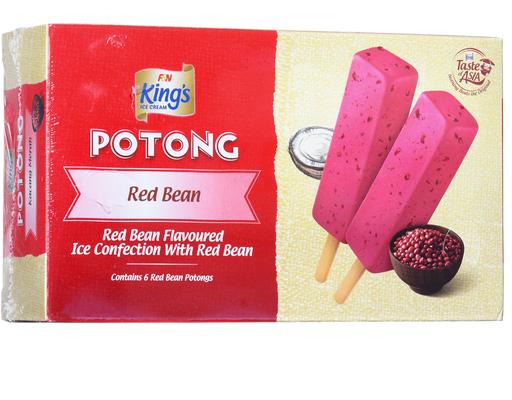 F&N
King's
ICE CREAM
POTONG
Red Bean
Red Bean Flavoured
Ice Confection With Red Bean
Contains 6 Red Bean Potongs
Taste
of ASIA
POTONG
Kacang Merah